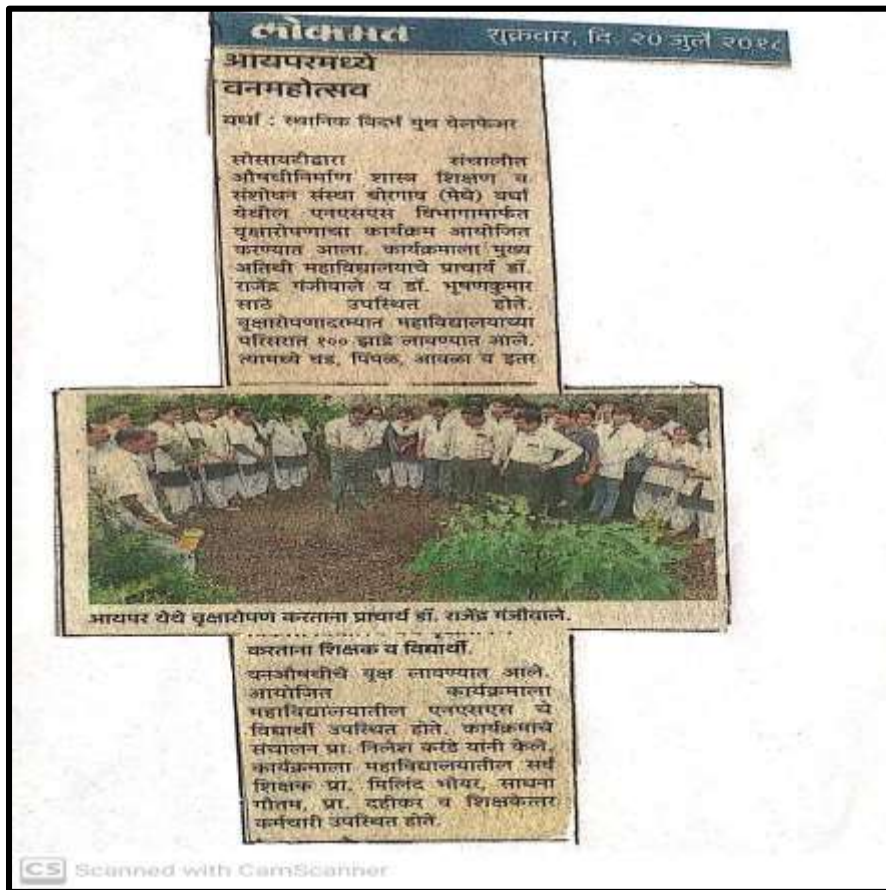 लोकमत
शुक्रवार, दि. २० जुलै २०१८
आयपरमध्ये
वनमहोत्सव
वर्धा : स्थानिक विदर्भ युथ वेलफेअर
सोसायटीद्वारा संचालीत
औषधीनिर्माण शास्त्र शिक्षण व
संशोधन संस्था बोरगाव (मेघे) वर्धा
येथील एनएसएस विभागामार्फत
वृक्षारोपणाचा कार्यक्रम आयोजित
करण्यात आला. कार्यक्रमाला मुख्य
अतिथी महाविद्यालयाचे प्राचार्य डॉ.
राजेंद्र गंजीवाले व डॉ. भूषणकुमार
साठे उपस्थित होते.
वृक्षारोपणादरम्यात महाविद्यालयाच्या
परिसरात १०० झाडे लावण्यात आले.
त्यामध्ये वड, पिंपळ, आवळा व इतर
आयपर येथे वृक्षारोपण करताना प्राचार्य डॉ. राजेंद्र गंजीवाले.
करताना शिक्षक व विद्यार्थी.
वनऔषधीचे वृक्ष लावण्यात आले.
आयोजित कार्यक्रमाला
महाविद्यालयातील एनएसएस चे
विद्यार्थी उपस्थित होते. कार्यक्रमाचे
संचालन प्रा. निलेश करंडे यांनी केले.
कार्यक्रमाला महाविद्यालयातील सर्व
शिक्षक प्रा. मिलिंद भोयर, साधना
गौतम, प्रा. दहीकर व शिक्षकेत्तर
कर्मचारी उपस्थित होते.
CS Scanned with CamScanner